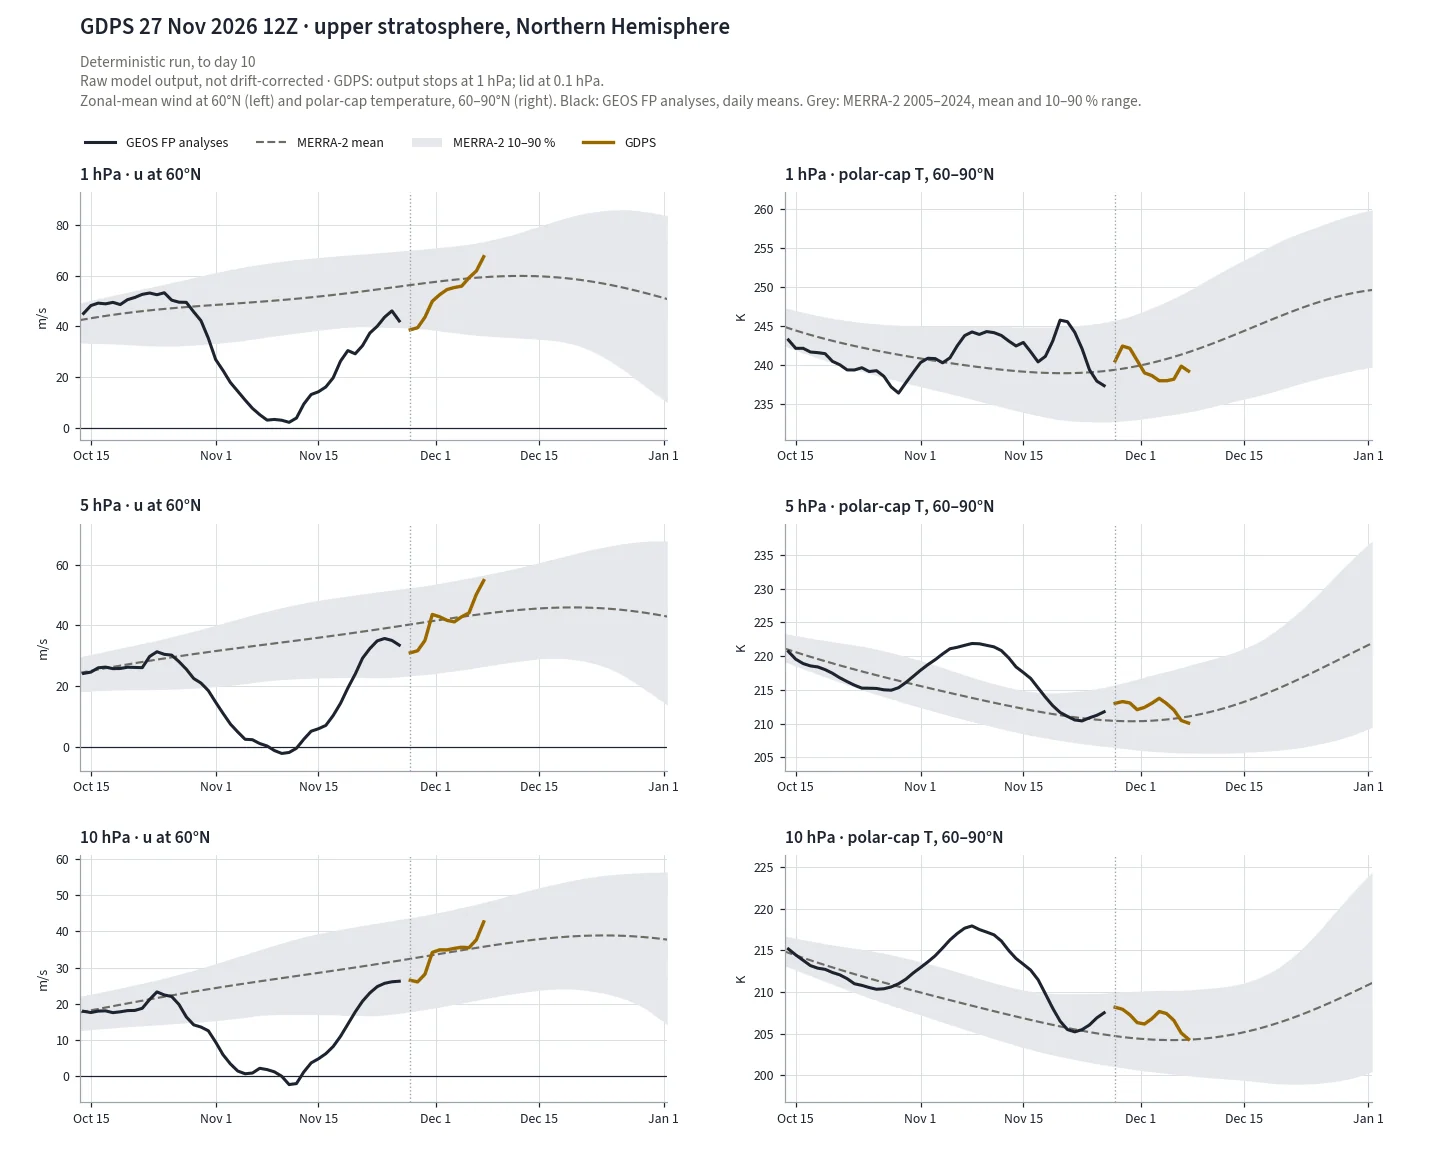 GDPS 27 Nov 2026 12Z · upper stratosphere, Northern Hemisphere
Deterministic run, to day 10
Raw model output, not drift-corrected · GDPS: output stops at 1 hPa; lid at 0.1 hPa.
Zonal-mean wind at 60°N (left) and polar-cap temperature, 60–90°N (right). Black: GEOS FP analyses, daily means. Grey: MERRA-2 2005–2024, mean and 10–90 % range.
GEOS FP analyses
MERRA-2 mean
MERRA-2 10–90 %
GDPS
1 hPa · u at 60°N
m/s
80
60
40
20
0
Oct 15
Nov 1
Nov 15
Dec 1
Dec 15
Jan 1
1 hPa · polar-cap T, 60–90°N
K
260
255
250
245
240
235
Oct 15
Nov 1
Nov 15
Dec 1
Dec 15
Jan 1
5 hPa · u at 60°N
m/s
60
40
20
0
Oct 15
Nov 1
Nov 15
Dec 1
Dec 15
Jan 1
5 hPa · polar-cap T, 60–90°N
K
235
230
225
220
215
210
205
Oct 15
Nov 1
Nov 15
Dec 1
Dec 15
Jan 1
10 hPa · u at 60°N
m/s
60
50
40
30
20
10
0
Oct 15
Nov 1
Nov 15
Dec 1
Dec 15
Jan 1
10 hPa · polar-cap T, 60–90°N
K
225
220
215
210
205
200
Oct 15
Nov 1
Nov 15
Dec 1
Dec 15
Jan 1